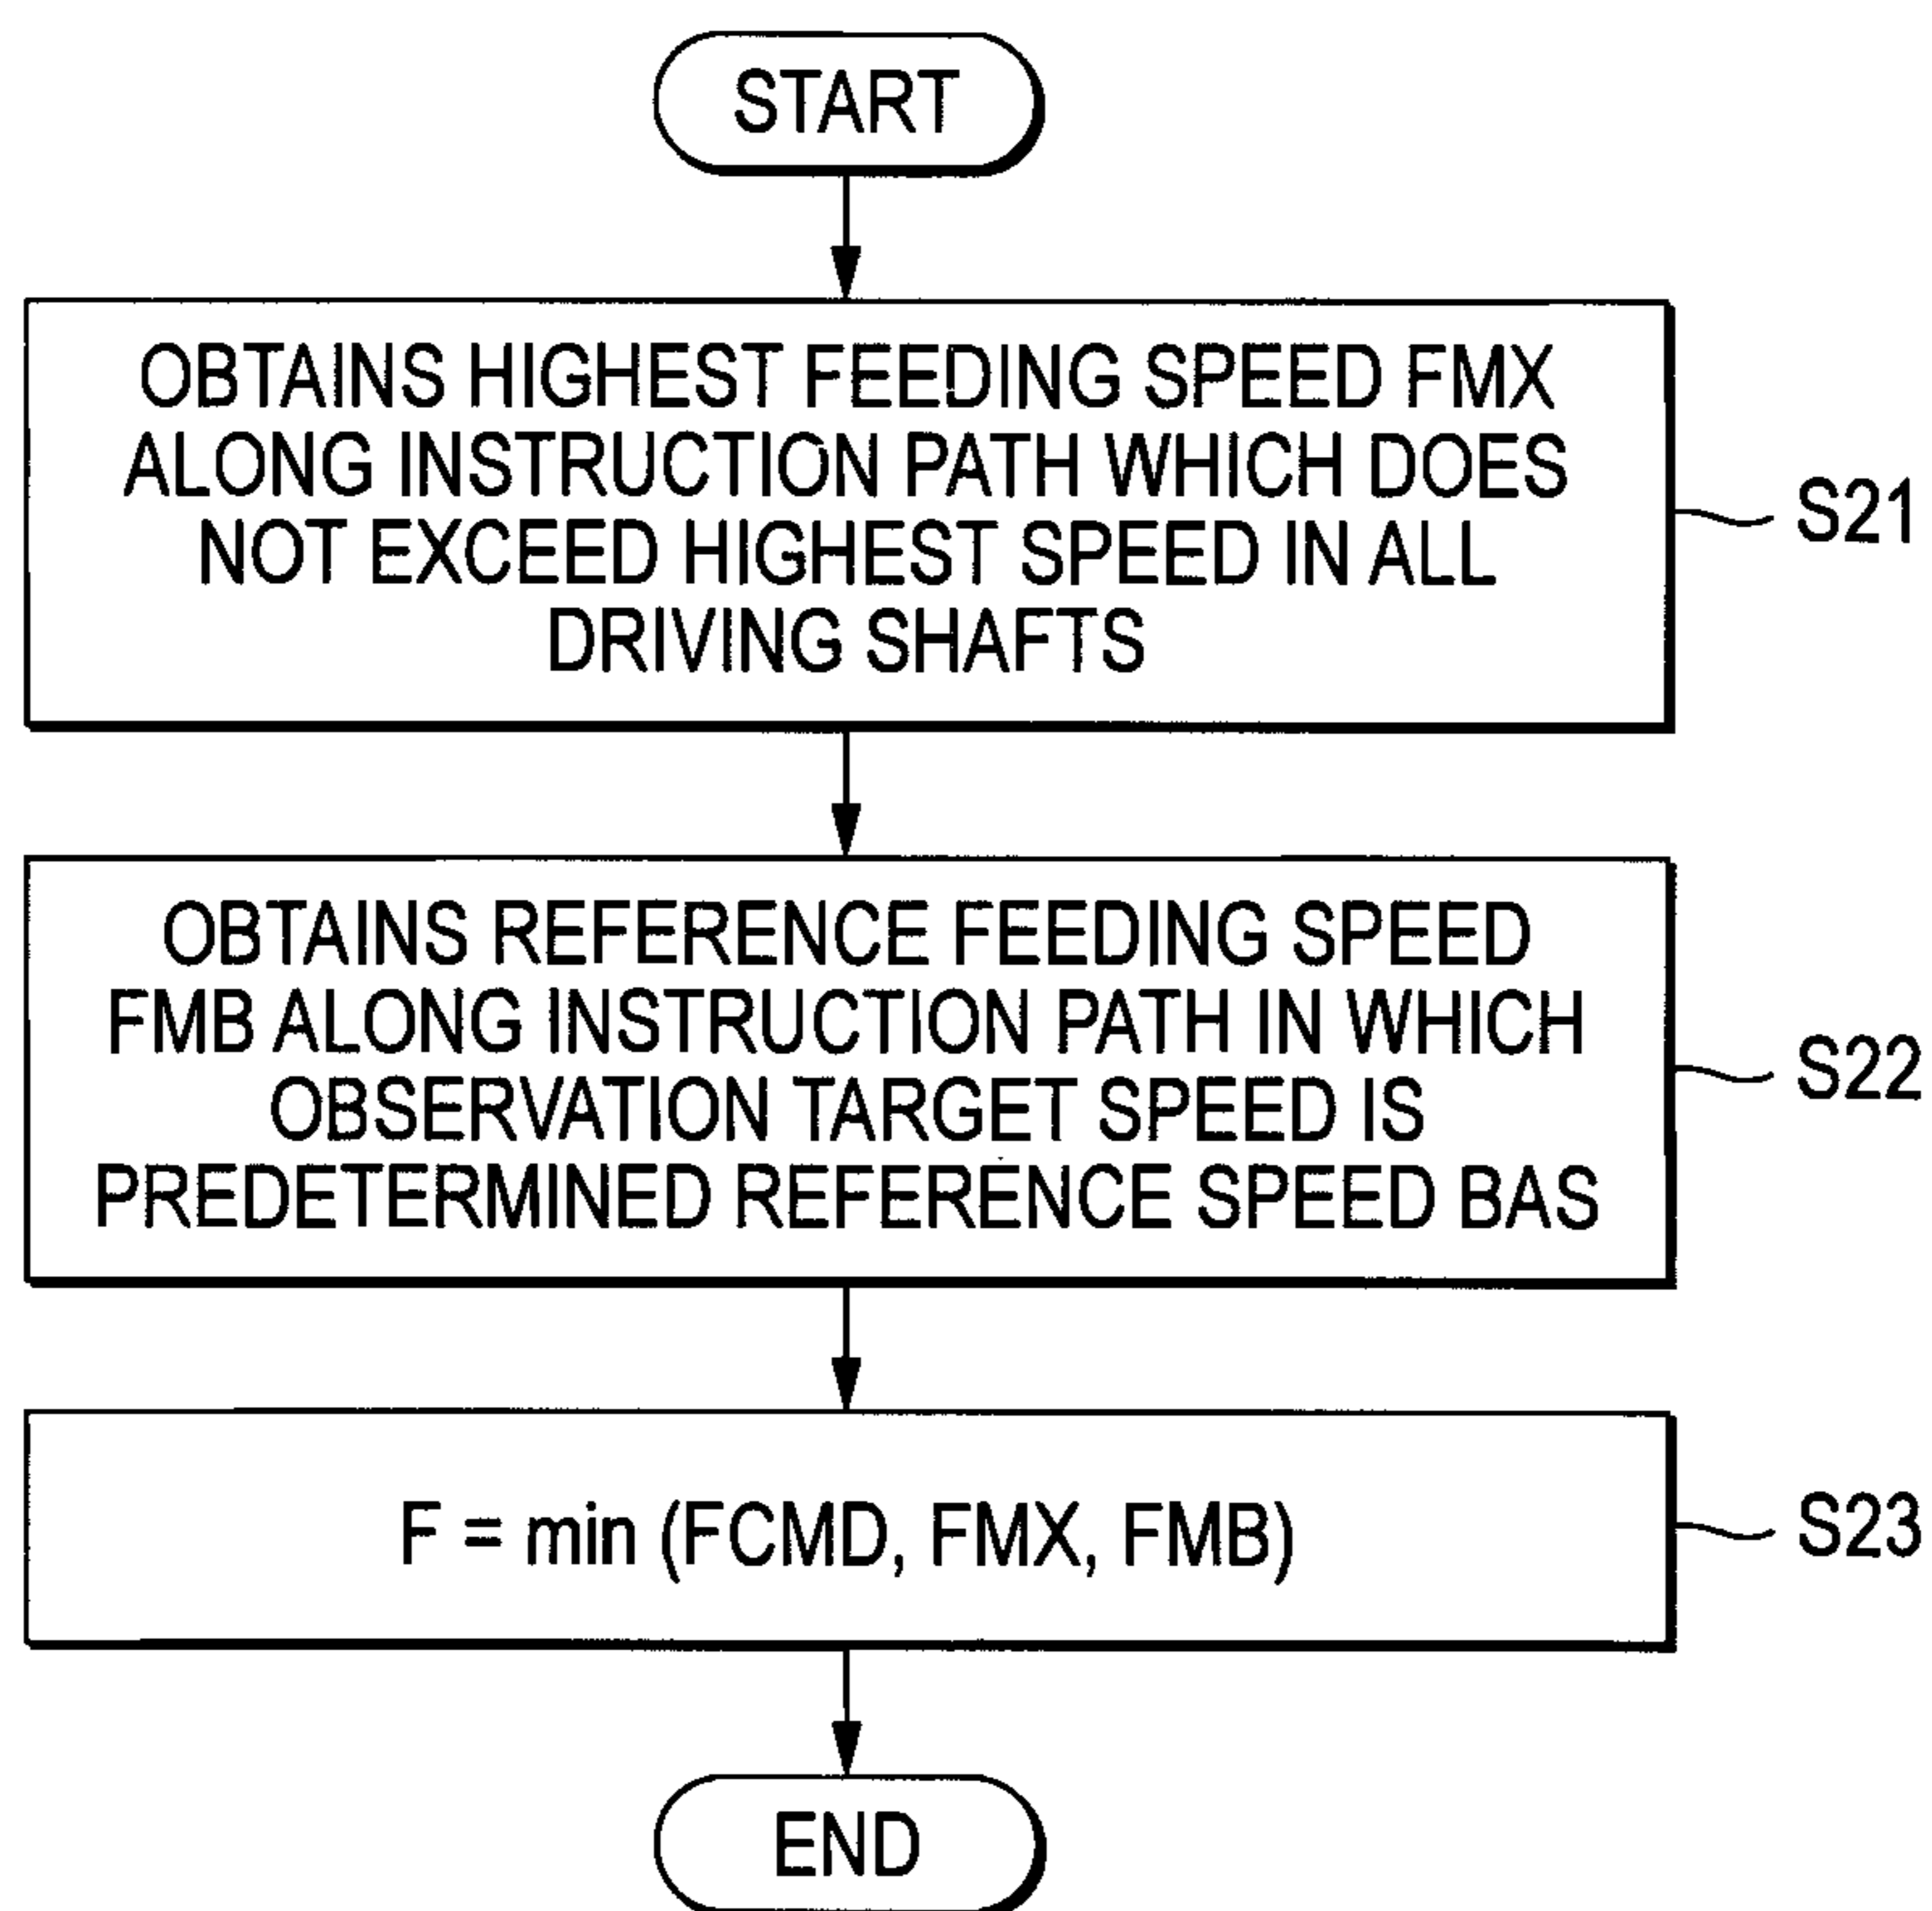 START
OBTAINS HIGHEST FEEDING SPEED FMX
ALONG INSTRUCTION PATH WHICH DOES
NOT EXCEED HIGHEST SPEED IN ALL
DRIVING SHAFTS
S21
OBTAINS REFERENCE FEEDING SPEED
FMB ALONG INSTRUCTION PATH IN WHICH
OBSERVATION TARGET SPEED IS
PREDETERMINED REFERENCE SPEED BAS
S22
F = min (FCMD, FMX, FMB)
S23
END